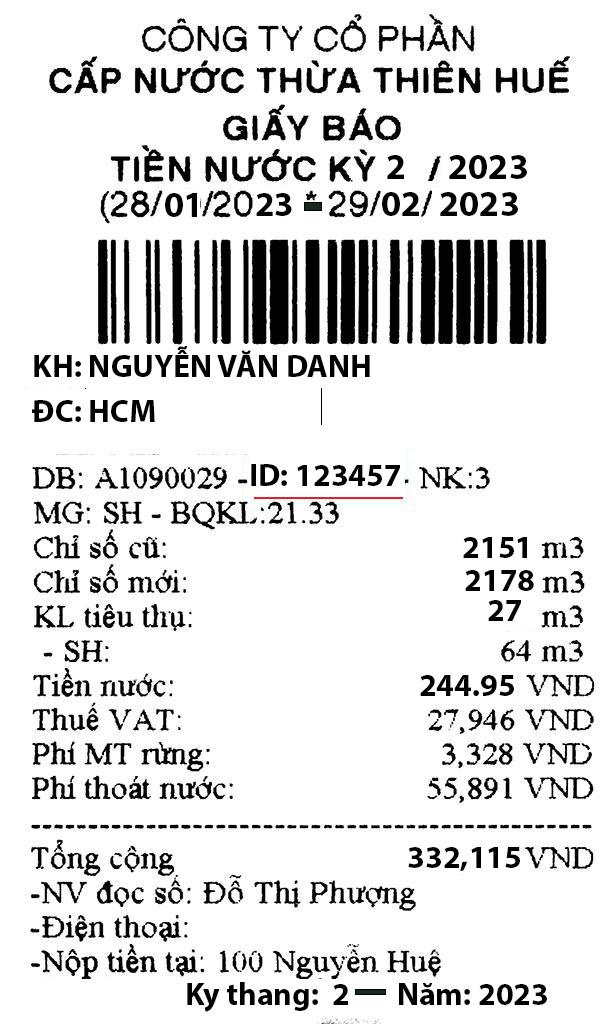 CÔNG TY CỔ PHẦN
CẤP NƯỚC THỪA THIÊN HUẾ
GIẤY BÁO
TIỀN NƯỚC KỲ 2 / 2023
(28/01/2023 - 29/02/ 2023
KH: NGUYỄN VĂN DANH
ĐC: HCM
DB: A1090029 -ID: 123457. NK:3
MG: SH - BQKL:21.33
Chỉ số cũ: 2151 m3
Chỉ số mới: 2178 m3
KL tiêu thụ: 27 m3
- SH: 64 m3
Tiền nước: 244.95 VND
Thuế VAT: 27,946 VND
Phí MT rừng: 3,328 VND
Phí thoát nước: 55,891 VND
Tổng cộng 332,115 VND
-NV đọc số: Đỗ Thị Phượng
-Điện thoại:
-Nộp tiền tại: 100 Nguyễn Huệ
Ky thang: 2 — Năm: 2023